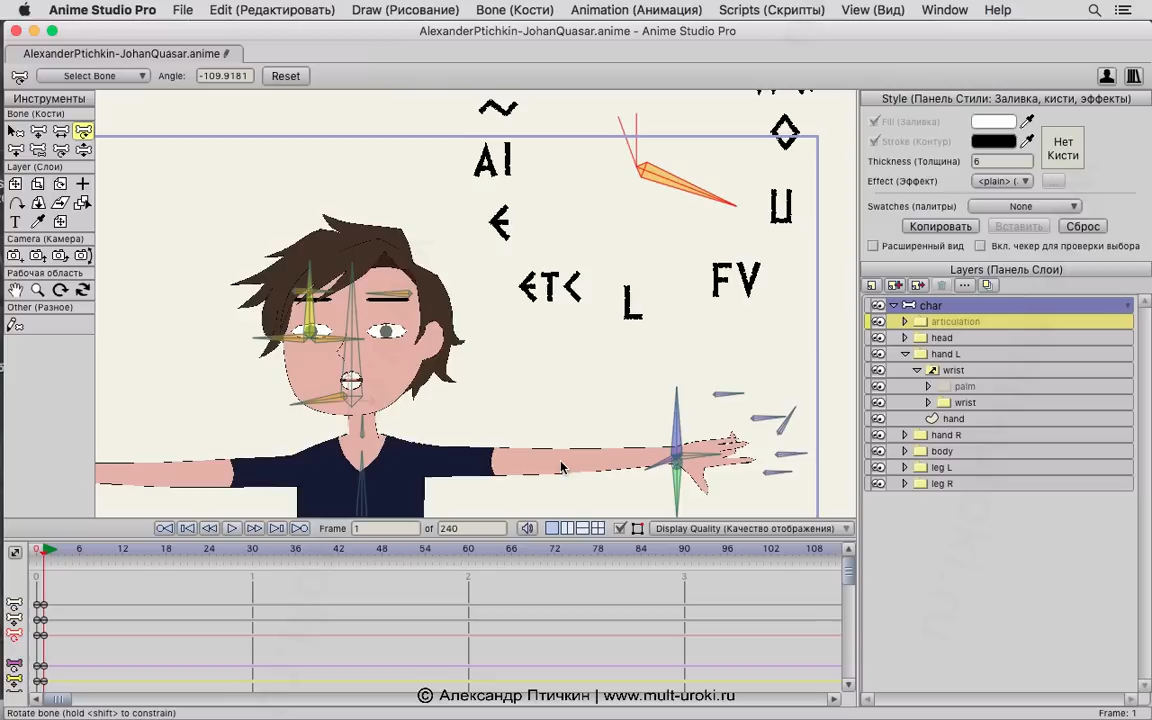 Anime Studio Pro File Edit (Редактировать) Draw (Рисование) Bone (Кости) Animation (Анимация) Scripts (Скрипты) View (Вид) Window Help
AlexanderPtichkin-JohanQuasar.anime - Anime Studio Pro
AlexanderPtichkin-JohanQuasar.anime
Select Bone Angle: -109.9181 Reset
Инструменты
Bone (Кости)
Layer (Слои)
T
Camera (Камера)
Рабочая область
Other (Разное)
AI
E
ETC
L
FV
U
Style (Панель Стили: Заливка, кисти, эффекты)
Fill (Заливка)
Stroke (Контур)
Нет
Кисти
Thickness (Толщина) 6
Effect (Эффект) <plain> (
Swatches (палитры) None
Копировать Вставить Сброс
Расширенный вид Вкл. чекер для проверки выбора
Layers (Панель Слои)
char
articulation
head
hand L
wrist
palm
wrist
hand
hand R
body
leg L
leg R
Frame 1 of 240 Display Quality (Качество отображения)
0 6 12 18 24 30 36 42 48 54 60 66 72 78 84 90 96 102 108
0 1 2 3
© Александр Птичкин | www.mult-uroki.ru
Rotate bone (hold <shift> to constrain) Frame: 1